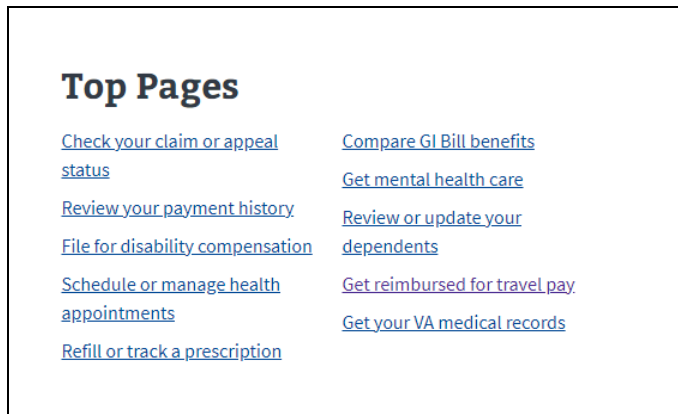 Top Pages
Check your claim or appeal
status
Review your payment history
File for disability compensation
Schedule or manage health
appointments
Refill or track a prescription
Compare GI Bill benefits
Get mental health care
Review or update your
dependents
Get reimbursed for travel pay
Get your VA medical records